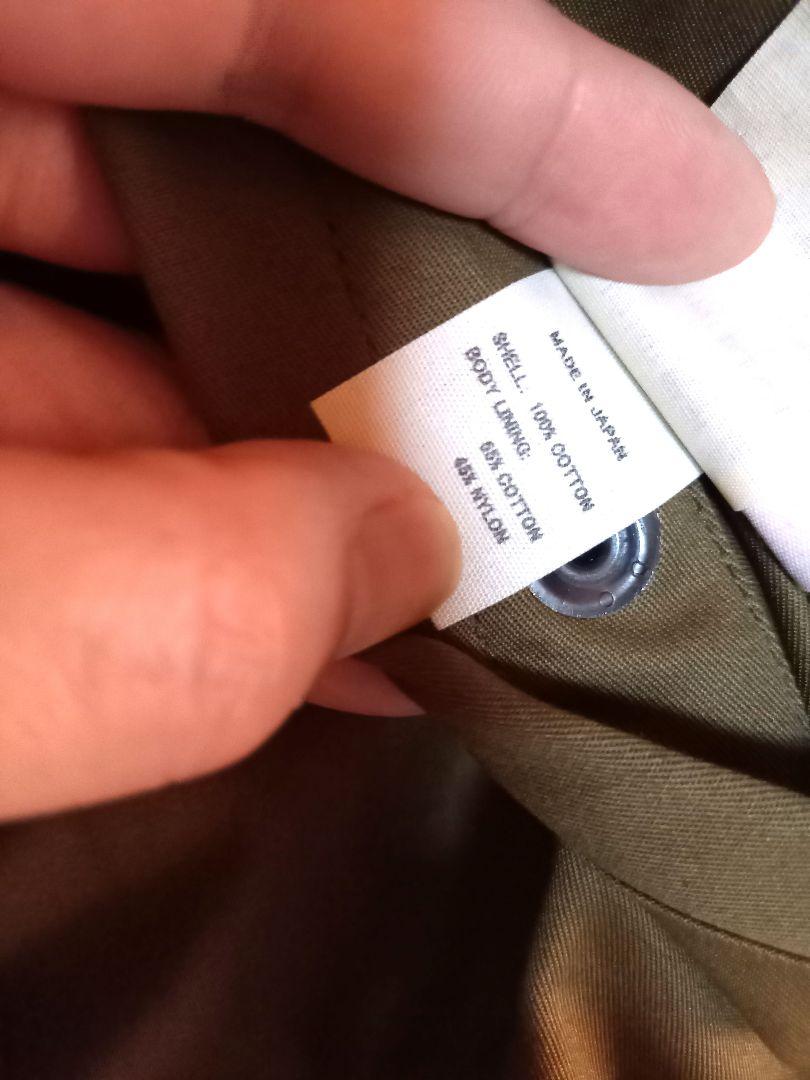 MADE IN JAPAN
SHELL: 100% COTTON
BODY LINING:
65% COTTON
45% NYLON